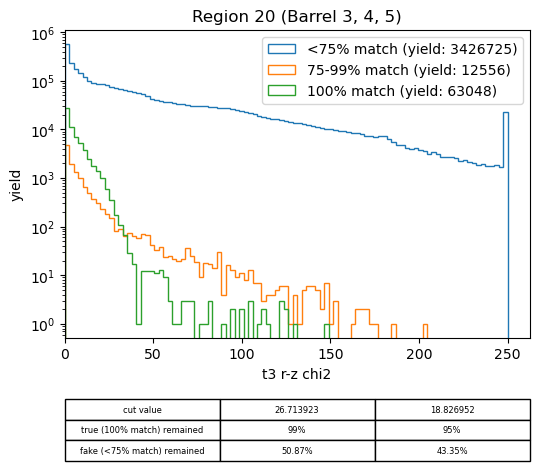 Region 20 (Barrel 3, 4, 5)
<75% match (yield: 3426725)
75-99% match (yield: 12556)
100% match (yield: 63048)
10^6
10^5
10^4
10^3
10^2
10^1
10^0
yield
0 50 100 150 200 250
t3 r-z chi2
cut value 26.713923 18.826952
true (100% match) remained 99% 95%
fake (<75% match) remained 50.87% 43.35%